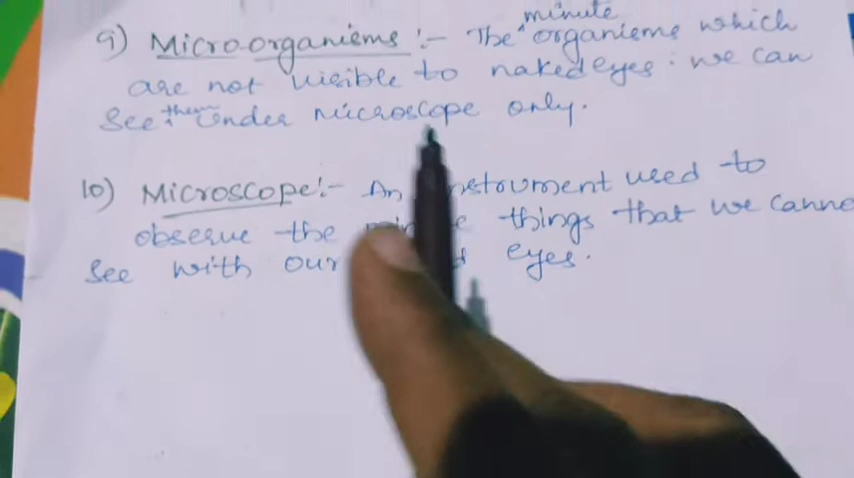 9) Micro-organisms :- The minute organisms which
are not visible to naked eyes. we can
see them under microscope only.
10) Microscope :- An instrument used to
observe the things that we canno
see with our eyes.